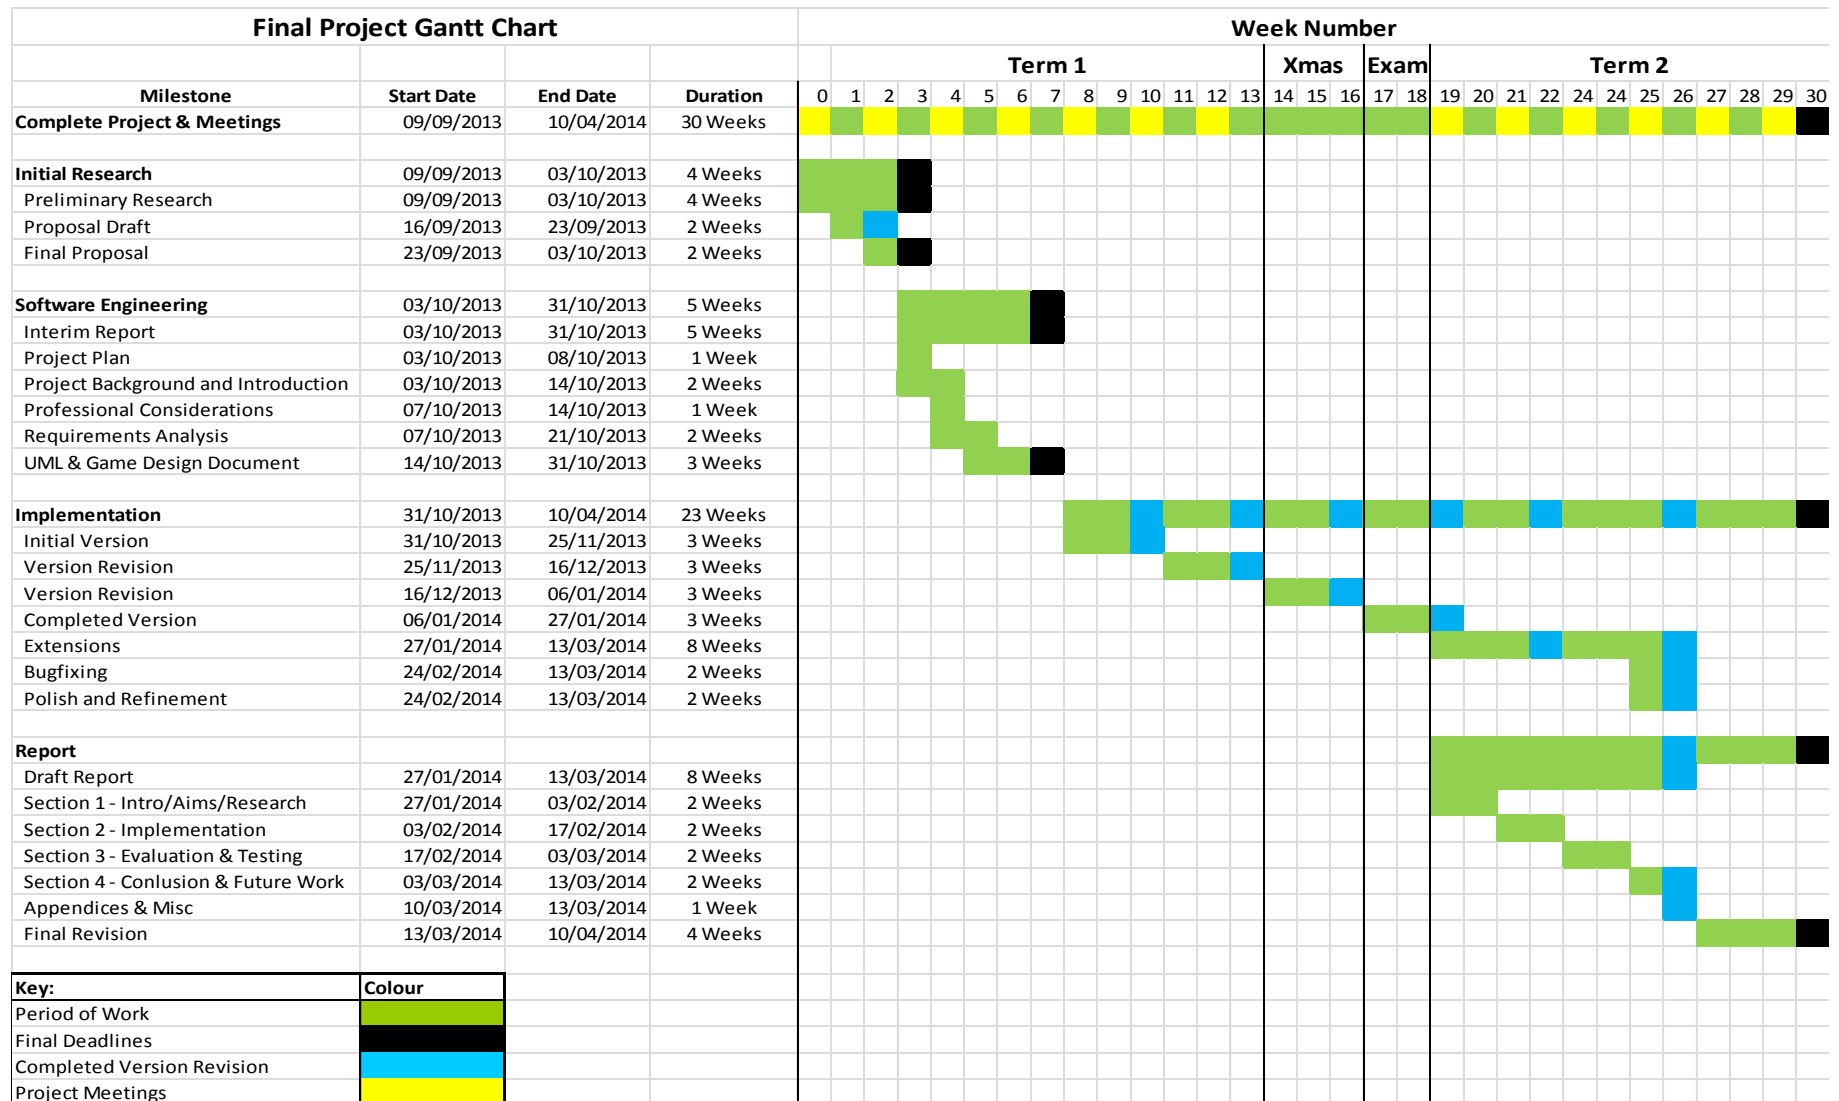 Final Project Gantt Chart Week Number
Term 1 Xmas Exam Term 2
Milestone Start Date End Date Duration 0 1 2 3 4 5 6 7 8 9 10 11 12 13 14 15 16 17 18 19 20 21 22 24 24 25 26 27 28 29 30
Complete Project & Meetings 09/09/2013 10/04/2014 30 Weeks
Initial Research 09/09/2013 03/10/2013 4 Weeks
Preliminary Research 09/09/2013 03/10/2013 4 Weeks
Proposal Draft 16/09/2013 23/09/2013 2 Weeks
Final Proposal 23/09/2013 03/10/2013 2 Weeks
Software Engineering 03/10/2013 31/10/2013 5 Weeks
Interim Report 03/10/2013 31/10/2013 5 Weeks
Project Plan 03/10/2013 08/10/2013 1 Week
Project Background and Introduction 03/10/2013 14/10/2013 2 Weeks
Professional Considerations 07/10/2013 14/10/2013 1 Week
Requirements Analysis 07/10/2013 21/10/2013 2 Weeks
UML & Game Design Document 14/10/2013 31/10/2013 3 Weeks
Implementation 31/10/2013 10/04/2014 23 Weeks
Initial Version 31/10/2013 25/11/2013 3 Weeks
Version Revision 25/11/2013 16/12/2013 3 Weeks
Version Revision 16/12/2013 06/01/2014 3 Weeks
Completed Version 06/01/2014 27/01/2014 3 Weeks
Extensions 27/01/2014 13/03/2014 8 Weeks
Bugfixing 24/02/2014 13/03/2014 2 Weeks
Polish and Refinement 24/02/2014 13/03/2014 2 Weeks
Report
Draft Report 27/01/2014 13/03/2014 8 Weeks
Section 1 - Intro/Aims/Research 27/01/2014 03/02/2014 2 Weeks
Section 2 - Implementation 03/02/2014 17/02/2014 2 Weeks
Section 3 - Evaluation & Testing 17/02/2014 03/03/2014 2 Weeks
Section 4 - Conlusion & Future Work 03/03/2014 13/03/2014 2 Weeks
Appendices & Misc 10/03/2014 13/03/2014 1 Week
Final Revision 13/03/2014 10/04/2014 4 Weeks
Key: Colour
Period of Work
Final Deadlines
Completed Version Revision
Project Meetings